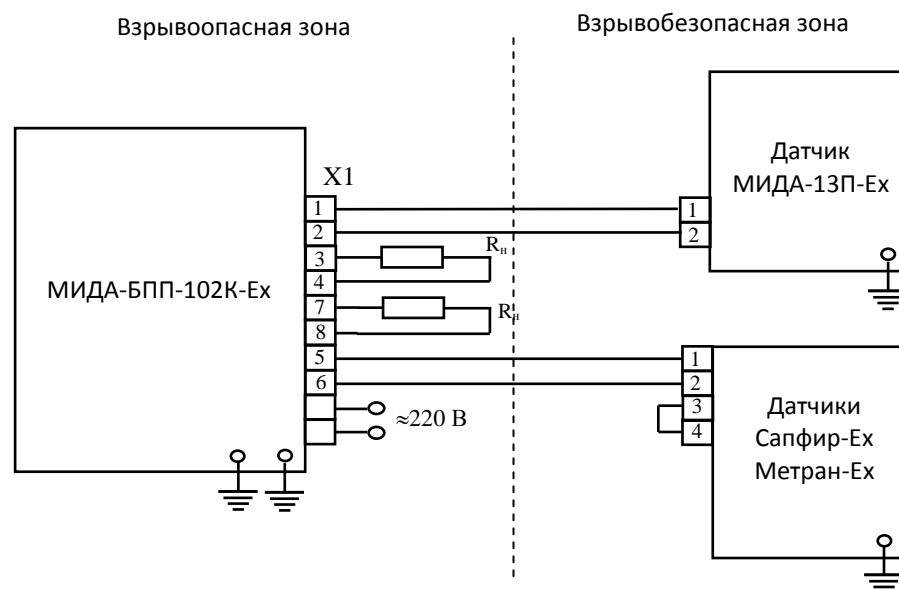 Взрывоопасная зона
Взрывобезопасная зона
Датчик
МИДА-13П-Ех
1
2
X1
1
2
3
4
7
8
5
6
Rн
Rн
МИДА-БПП-102К-Ех
≈220 В
1
2
3
4
Датчики
Сапфир-Ех
Метран-Ех